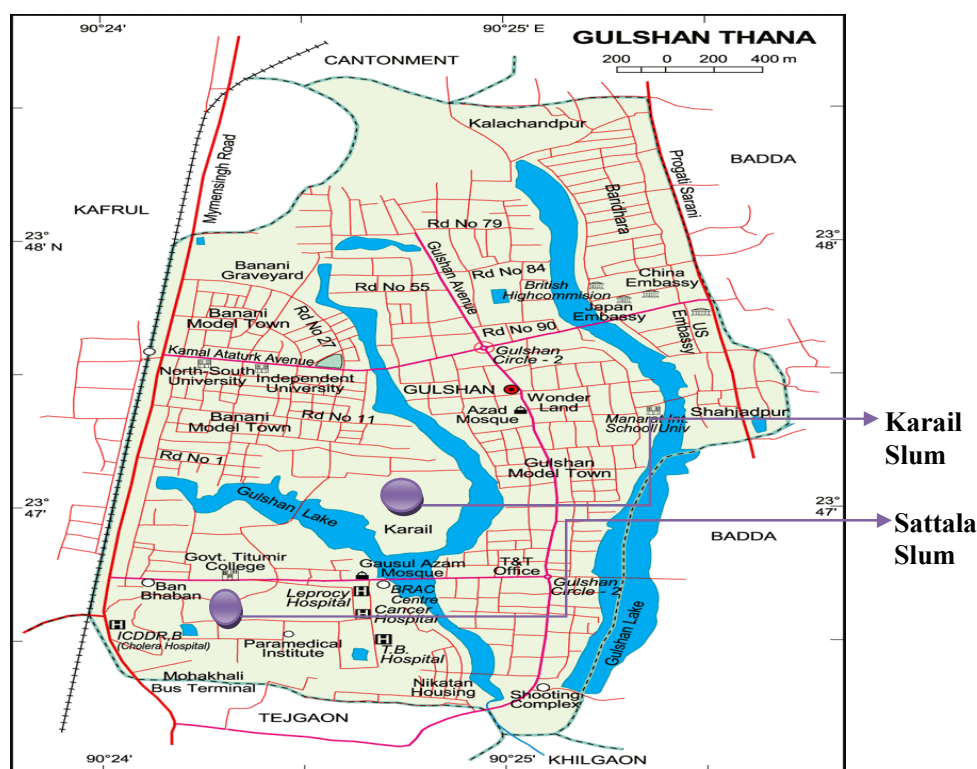 90°24'
90°25' E
GULSHAN THANA
200 0 200 400 m
CANTONMENT
Kalachandpur
BADDA
Progati Sarani
Mymensingh Road
KAFRUL
Baridhara
23°
48' N
23°
48'
Rd No 79
Gulshan Avenue
Banani
Graveyard
Rd No 84
China
Embassy
Rd No 55
British
Highcommision
Japan
Embassy
US
Embassy
Banani
Model Town
Rd No 27
Rd No 90
Kamal Ataturk Avenue
Gulshan
Circle - 2
North-South
University
Independent
University
GULSHAN
Wonder
Land
Azad
Mosque
Banani
Model Town
Rd No 11
Manarat Int.
School/Univ
Shahjadpur
Karail
Slum
Rd No 1
Gulshan
Model Town
23°
47'
23°
47'
Gulshan Lake
Karail
Sattala
Slum
BADDA
Govt. Titumir
College
Gausul Azam
Mosque
T&T
Office
Gulshan
Circle - 2
Ban
Bhaban
Leprocy
Hospital
BRAC
Centre
Cancer
Hospital
H
H
H
H
ICDDR,B
(Cholera Hospital)
Paramedical
Institute
T.B.
Hospital
Gulshan Lake
Mobakhali
Bus Terminal
Nikatan
Housing
Shooting
Complex
TEJGAON
KHILGAON
90°24'
90°25'